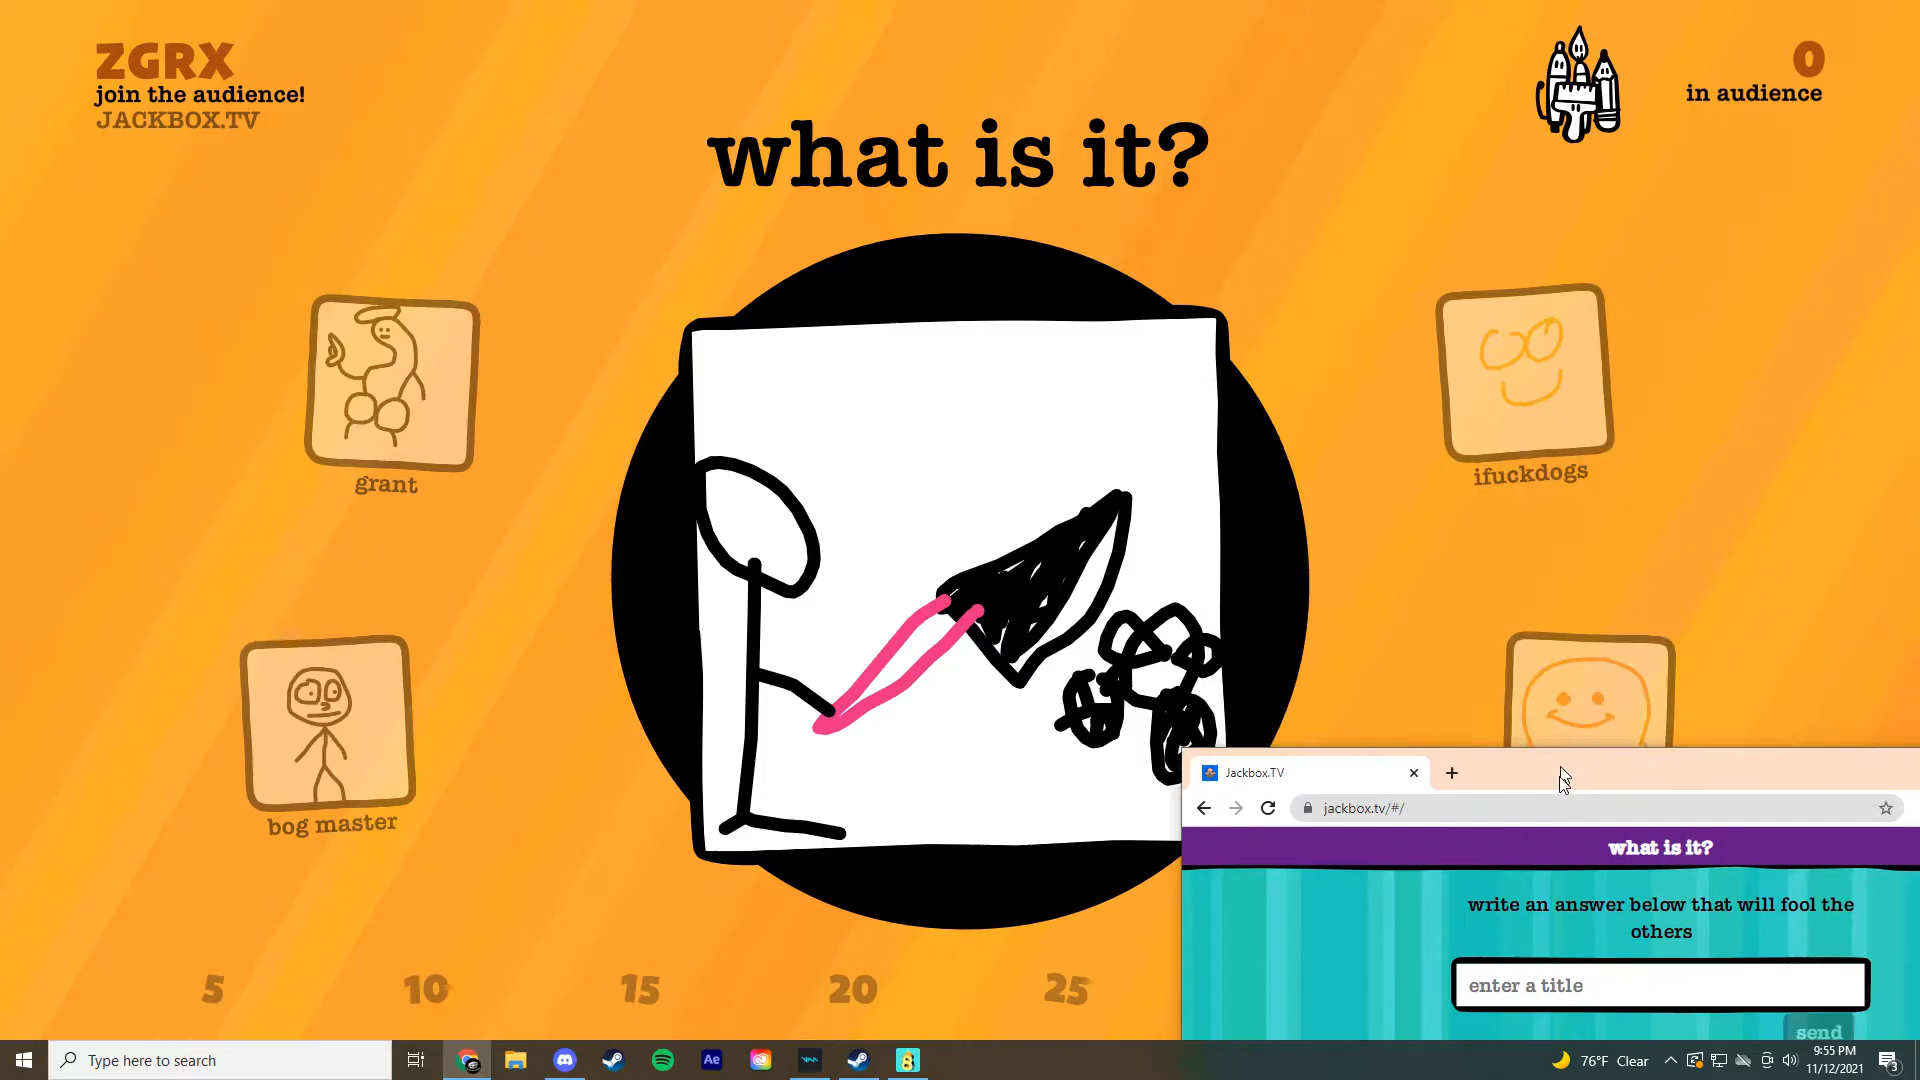 ZGRX
join the audience!
JACKBOX.TV
0
in audience
what is it?
grant
ifuckdogs
bog master
5
10
15
20
25
Jackbox.TV
jackbox.tv/#/
what is it?
write an answer below that will fool the
others
enter a title
send
Type here to search
Ae
76°F Clear
9:55 PM
11/12/2021
3